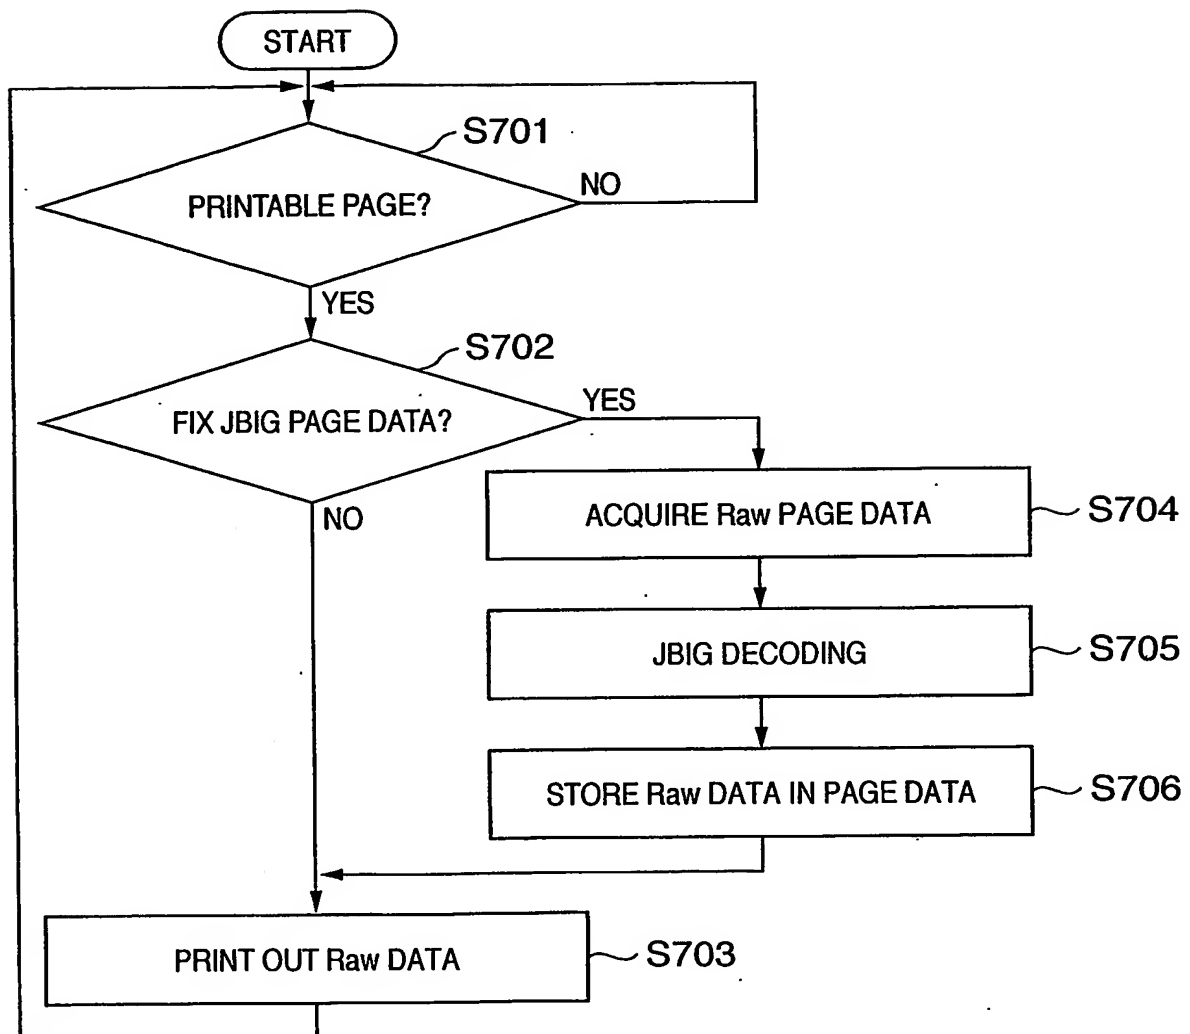 START
S701
PRINTABLE PAGE?
NO
YES
S702
FIX JBIG PAGE DATA?
YES
NO
ACQUIRE Raw PAGE DATA
S704
JBIG DECODING
S705
STORE Raw DATA IN PAGE DATA
S706
PRINT OUT Raw DATA
S703